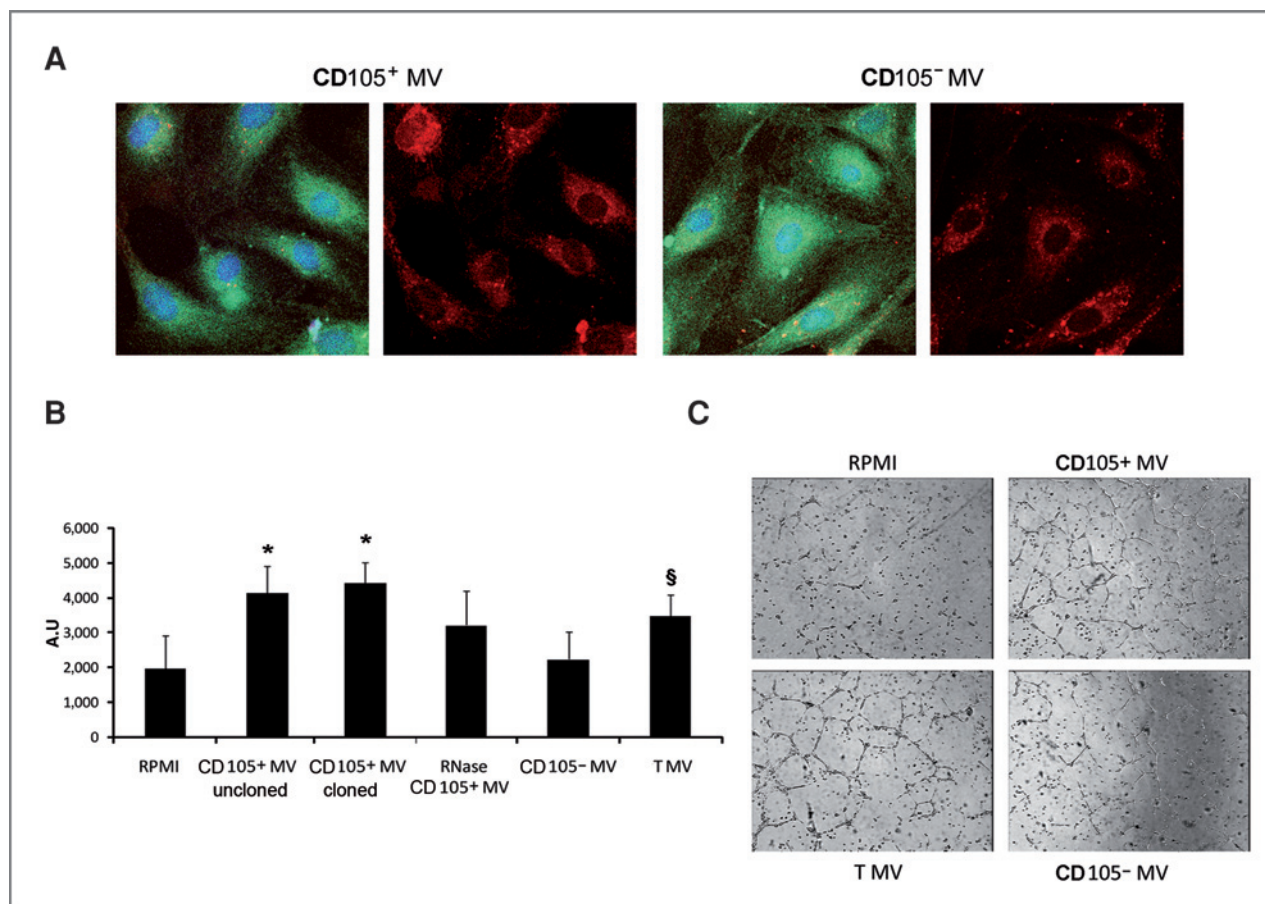 A
CD105⁺ MV
CD105⁻ MV
B
A.U
6,000
5,000
4,000
3,000
2,000
1,000
0
*
*
§
RPMI
CD105+ MV
uncloned
CD105+ MV
cloned
RNase
CD105+ MV
CD105− MV
T MV
C
RPMI
CD105+ MV
T MV
CD105− MV